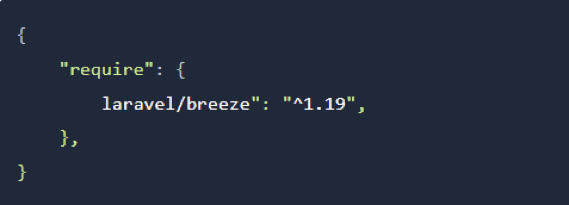 {
    "require": {
        laravel/breeze": "^1.19",
    },
}